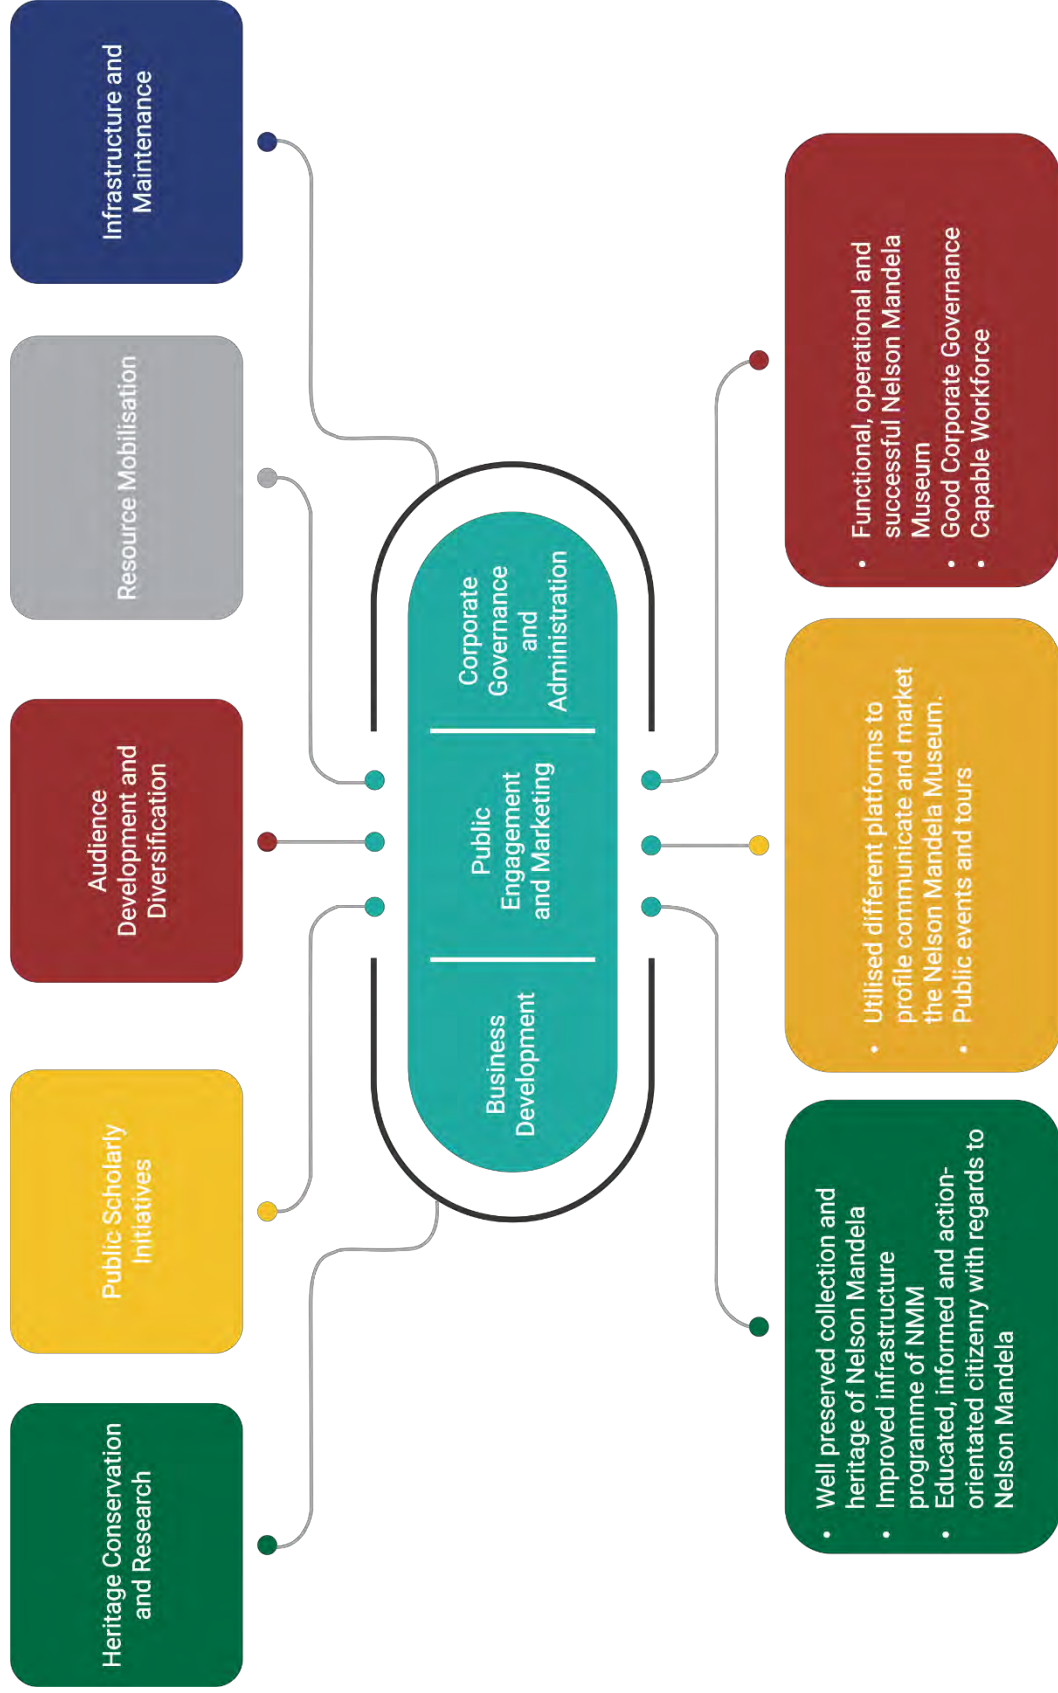 Heritage Conservation
and Research
Public Scholarly
Initiatives
Audience
Development and
Diversification
Resource Mobilisation
Infrastructure and
Maintenance
Business
Development
Public
Engagement
and Marketing
Corporate
Governance
and
Administration
• Well preserved collection and
heritage of Nelson Mandela
• Improved infrastructure
programme of NMM
• Educated, informed and action-
orientated citizenry with regards to
Nelson Mandela
• Utilised different platforms to
profile communicate and market
the Nelson Mandela Museum.
• Public events and tours
• Functional, operational and
successful Nelson Mandela
Museum
• Good Corporate Governance
• Capable Workforce